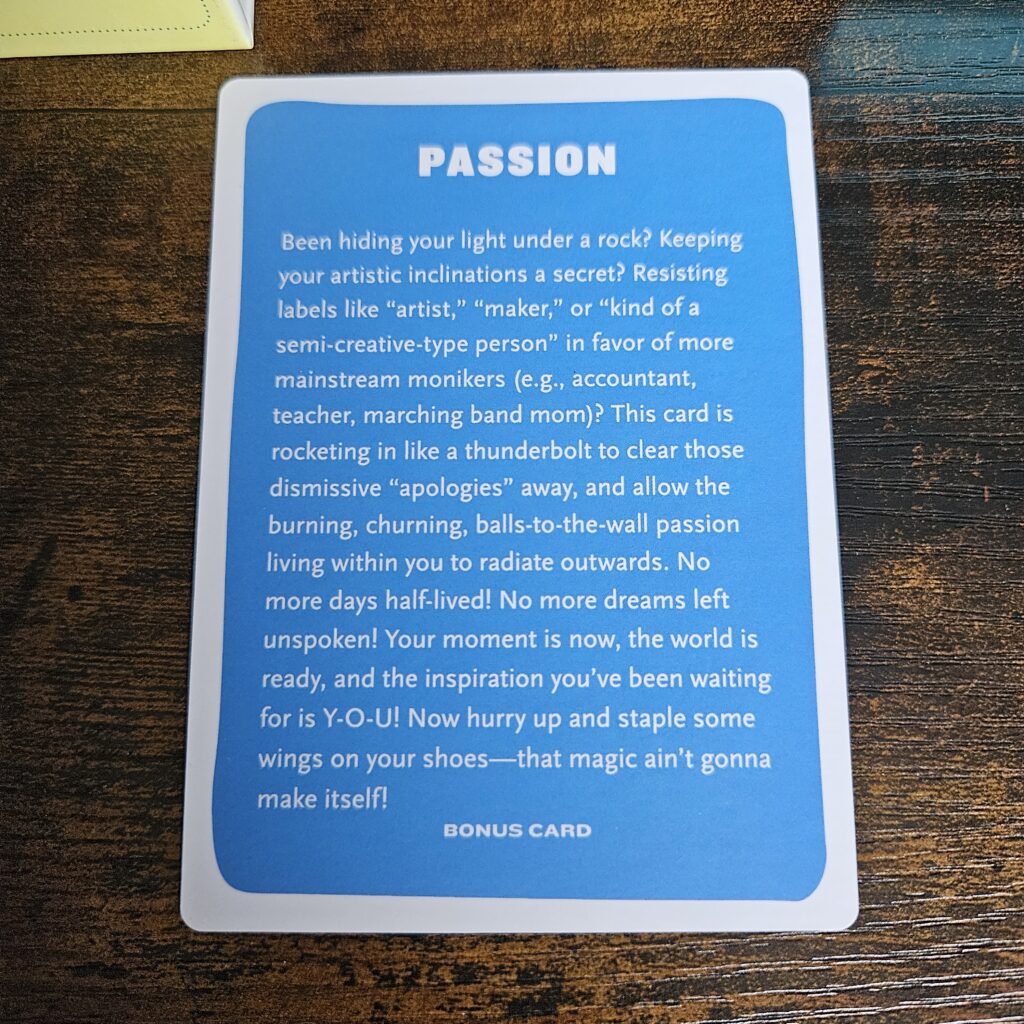 PASSION
Been hiding your light under a rock? Keeping
your artistic inclinations a secret? Resisting
labels like “artist,” “maker,” or “kind of a
semi-creative-type person” in favor of more
mainstream monikers (e.g., accountant,
teacher, marching band mom)? This card is
rocketing in like a thunderbolt to clear those
dismissive “apologies” away, and allow the
burning, churning, balls-to-the-wall passion
living within you to radiate outwards. No
more days half-lived! No more dreams left
unspoken! Your moment is now, the world is
ready, and the inspiration you’ve been waiting
for is Y-O-U! Now hurry up and staple some
wings on your shoes—that magic ain’t gonna
make itself!
BONUS CARD